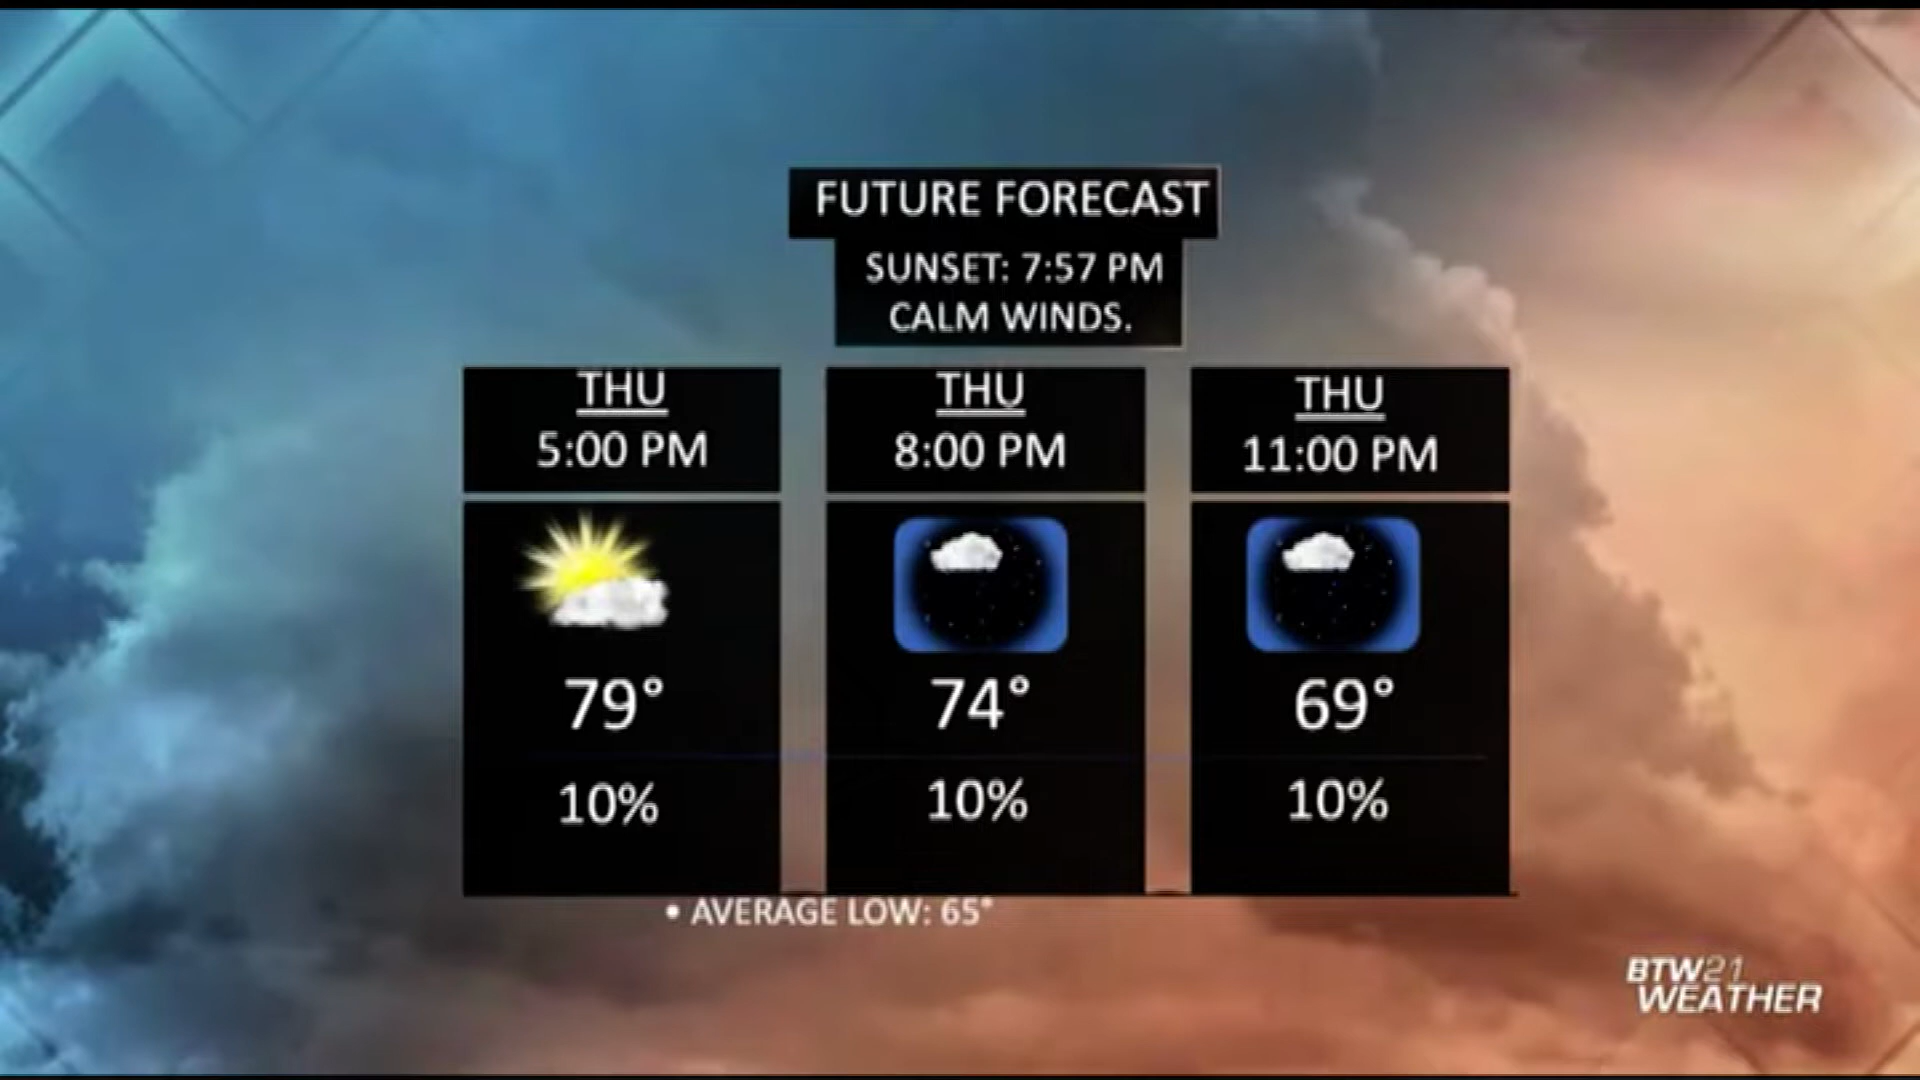 FUTURE FORECAST
SUNSET: 7:57 PM
CALM WINDS.
THU
5:00 PM
79°
10%
THU
8:00 PM
74°
10%
THU
11:00 PM
69°
10%
• AVERAGE LOW: 65°
BTW21
WEATHER